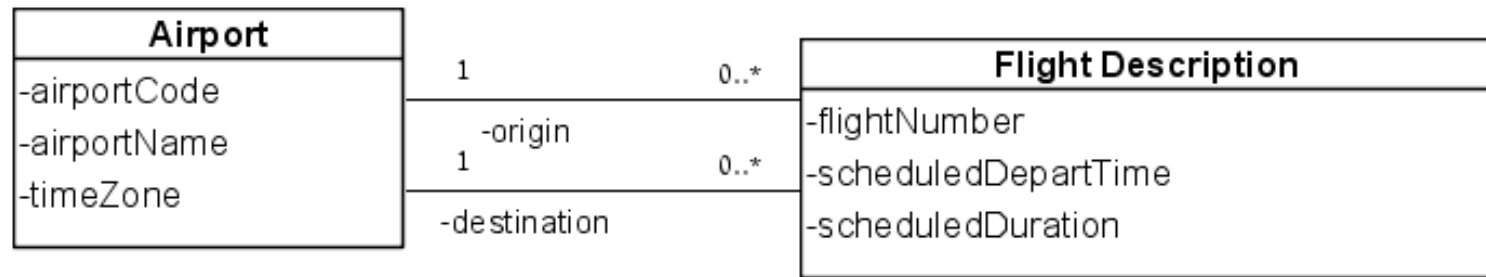 Airport
-airportCode
-airportName
-timeZone
1
0..*
-origin
1
0..*
-destination
Flight Description
-flightNumber
-scheduledDepartTime
-scheduledDuration